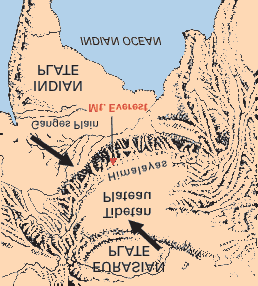 EURASIAN
PLATE
Tibetan
Plateau
Himalayas
Mt. Everest
Ganges Plain
INDIAN
PLATE
INDIAN OCEAN